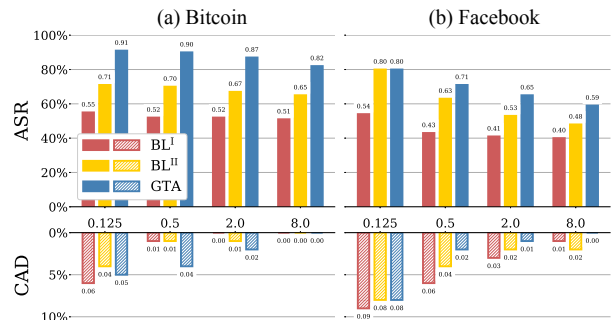 (a) Bitcoin
(b) Facebook
ASR
100%
80%
60%
40%
20%
0%
0.55 0.71 0.91 0.52 0.70 0.90 0.52 0.67 0.87 0.51 0.65 0.82
0.54 0.80 0.80 0.43 0.63 0.71 0.41 0.53 0.65 0.40 0.48 0.59
BL^I
BL^II
GTA
0.125 0.5 2.0 8.0
0.125 0.5 2.0 8.0
CAD
0%
5%
10%
0.06 0.04 0.05 0.01 0.01 0.04 0.00 0.01 0.02 0.00 0.00 0.00
0.09 0.08 0.08 0.06 0.04 0.02 0.03 0.02 0.01 0.01 0.02 0.00